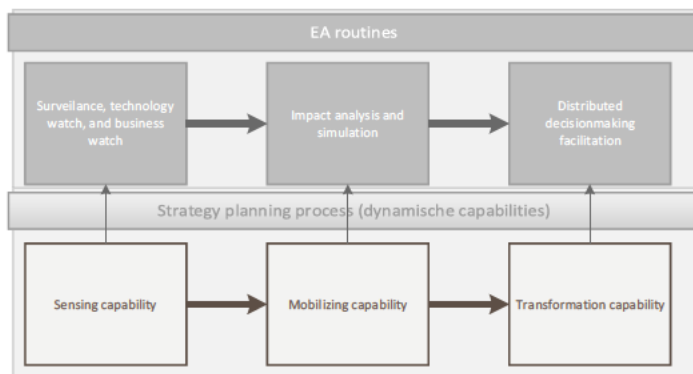 EA routines
Surveilance, technology
watch, and business
watch
Impact analysis and
simulation
Distributed
decisionmaking
facilitation
Strategy planning process (dynamische capabilities)
Sensing capability
Mobilizing capability
Transformation capability